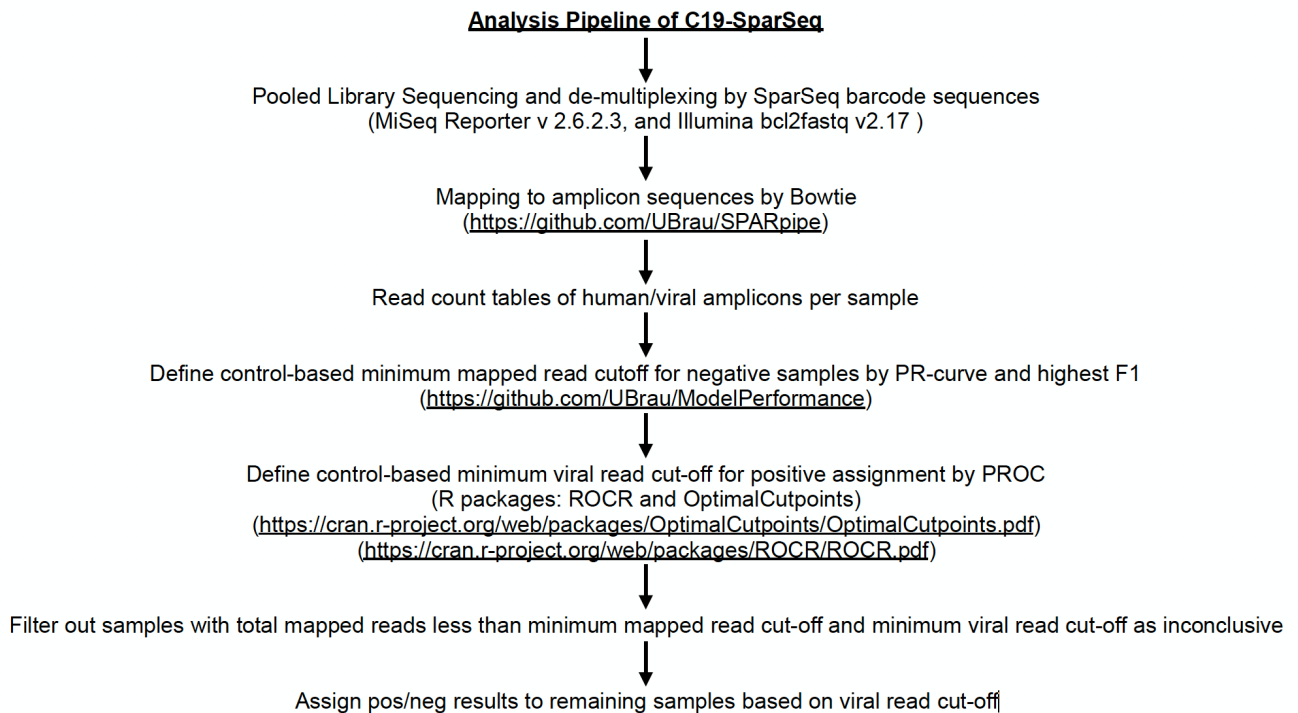 Analysis Pipeline of C19-SparSeq
Pooled Library Sequencing and de-multiplexing by SparSeq barcode sequences
(MiSeq Reporter v 2.6.2.3, and Illumina bcl2fastq v2.17 )
Mapping to amplicon sequences by Bowtie
(https://github.com/UBrau/SPARpipe)
Read count tables of human/viral amplicons per sample
Define control-based minimum mapped read cutoff for negative samples by PR-curve and highest F1
(https://github.com/UBrau/ModelPerformance)
Define control-based minimum viral read cut-off for positive assignment by PROC
(R packages: ROCR and OptimalCutpoints)
(https://cran.r-project.org/web/packages/OptimalCutpoints/OptimalCutpoints.pdf)
(https://cran.r-project.org/web/packages/ROCR/ROCR.pdf)
Filter out samples with total mapped reads less than minimum mapped read cut-off and minimum viral read cut-off as inconclusive
Assign pos/neg results to remaining samples based on viral read cut-off